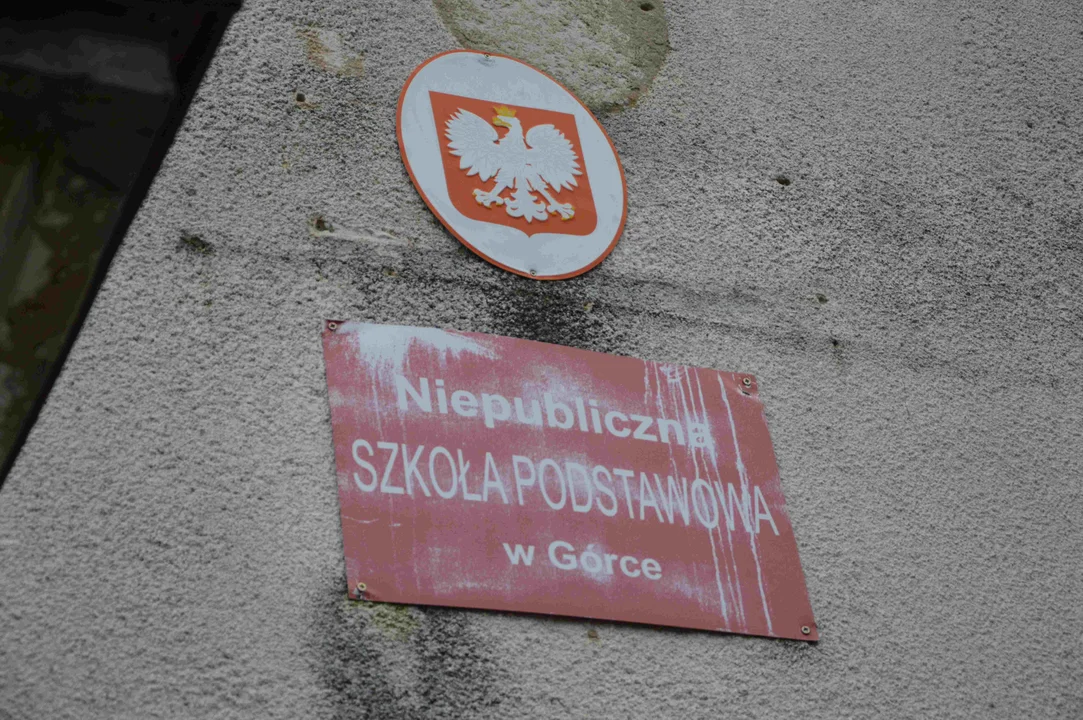 Niepubliczna
SZKOŁA PODSTAWOWA
w Górce